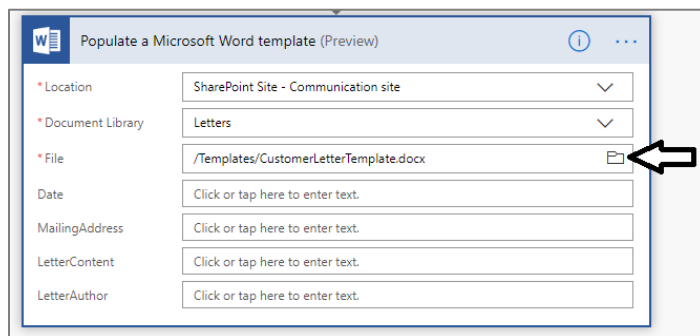 Populate a Microsoft Word template (Preview)
* Location SharePoint Site - Communication site
* Document Library Letters
* File /Templates/CustomerLetterTemplate.docx
Date Click or tap here to enter text.
MailingAddress Click or tap here to enter text.
LetterContent Click or tap here to enter text.
LetterAuthor Click or tap here to enter text.